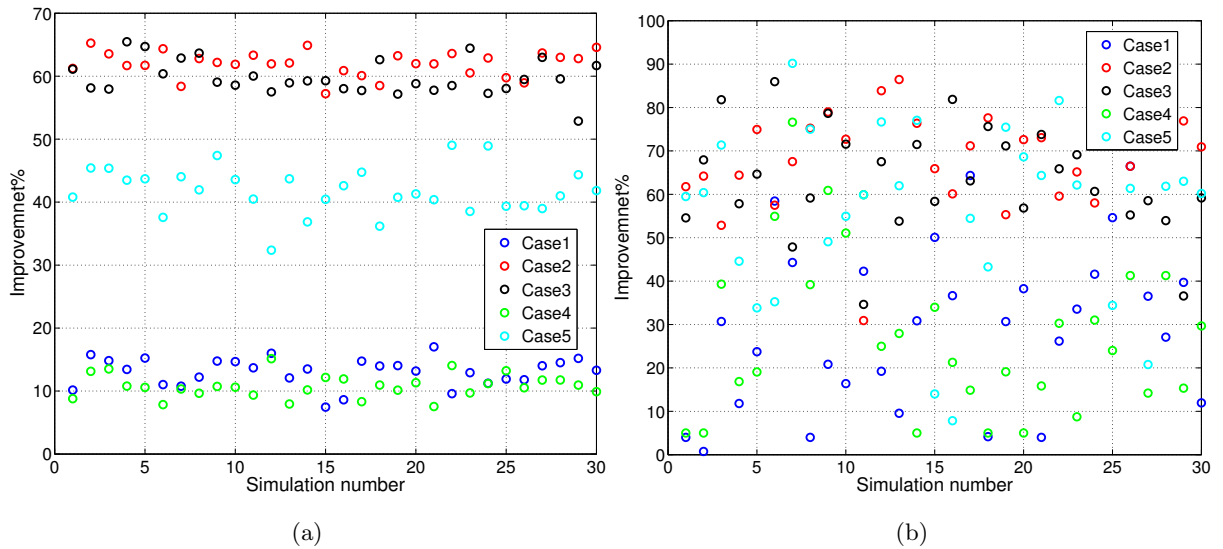 70
60
50
40
30
20
10
0
Improvemnet%
0 5 10 15 20 25 30
Simulation number
Case1
Case2
Case3
Case4
Case5
(a)
100
90
80
70
60
50
40
30
20
10
0
Improvemnet%
0 5 10 15 20 25 30
Simulation number
Case1
Case2
Case3
Case4
Case5
(b)